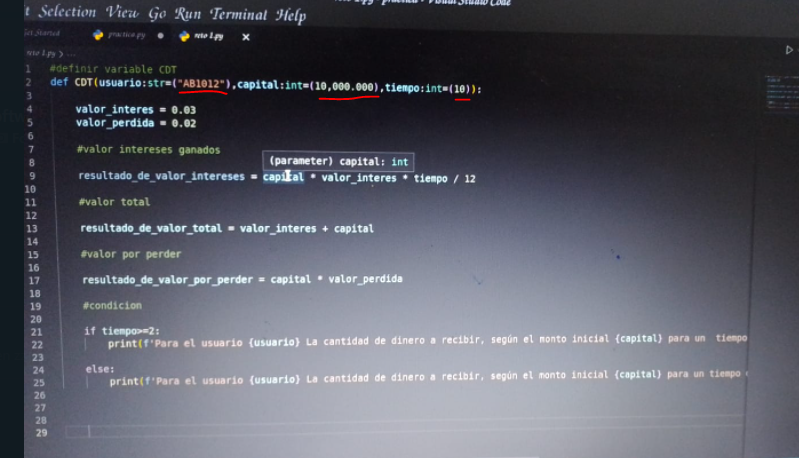 Selection View Go Run Terminal Help
Visual Studio Code
Get Started
practica.py
reto 1.py
reto 1.py > ...
1 #definir variable CDT
2 def CDT(usuario:str=("AB1012"),capital:int=(10,000.000),tiempo:int=(10)):
3
4 valor_interes = 0.03
5 valor_perdida = 0.02
6
7 #valor intereses ganados
8 (parameter) capital: int
9 resultado_de_valor_intereses = capital * valor_interes * tiempo / 12
10
11 #valor total
12
13 resultado_de_valor_total = valor_interes + capital
14
15 #valor por perder
16
17 resultado_de_valor_por_perder = capital * valor_perdida
18
19 #condicion
20
21 if tiempo>=2:
22 print(f'Para el usuario {usuario} La cantidad de dinero a recibir, según el monto inicial {capital} para un tiempo
23
24 else:
25 print(f'Para el usuario {usuario} La cantidad de dinero a recibir, según el monto inicial {capital} para un tiempo
26
27
28
29